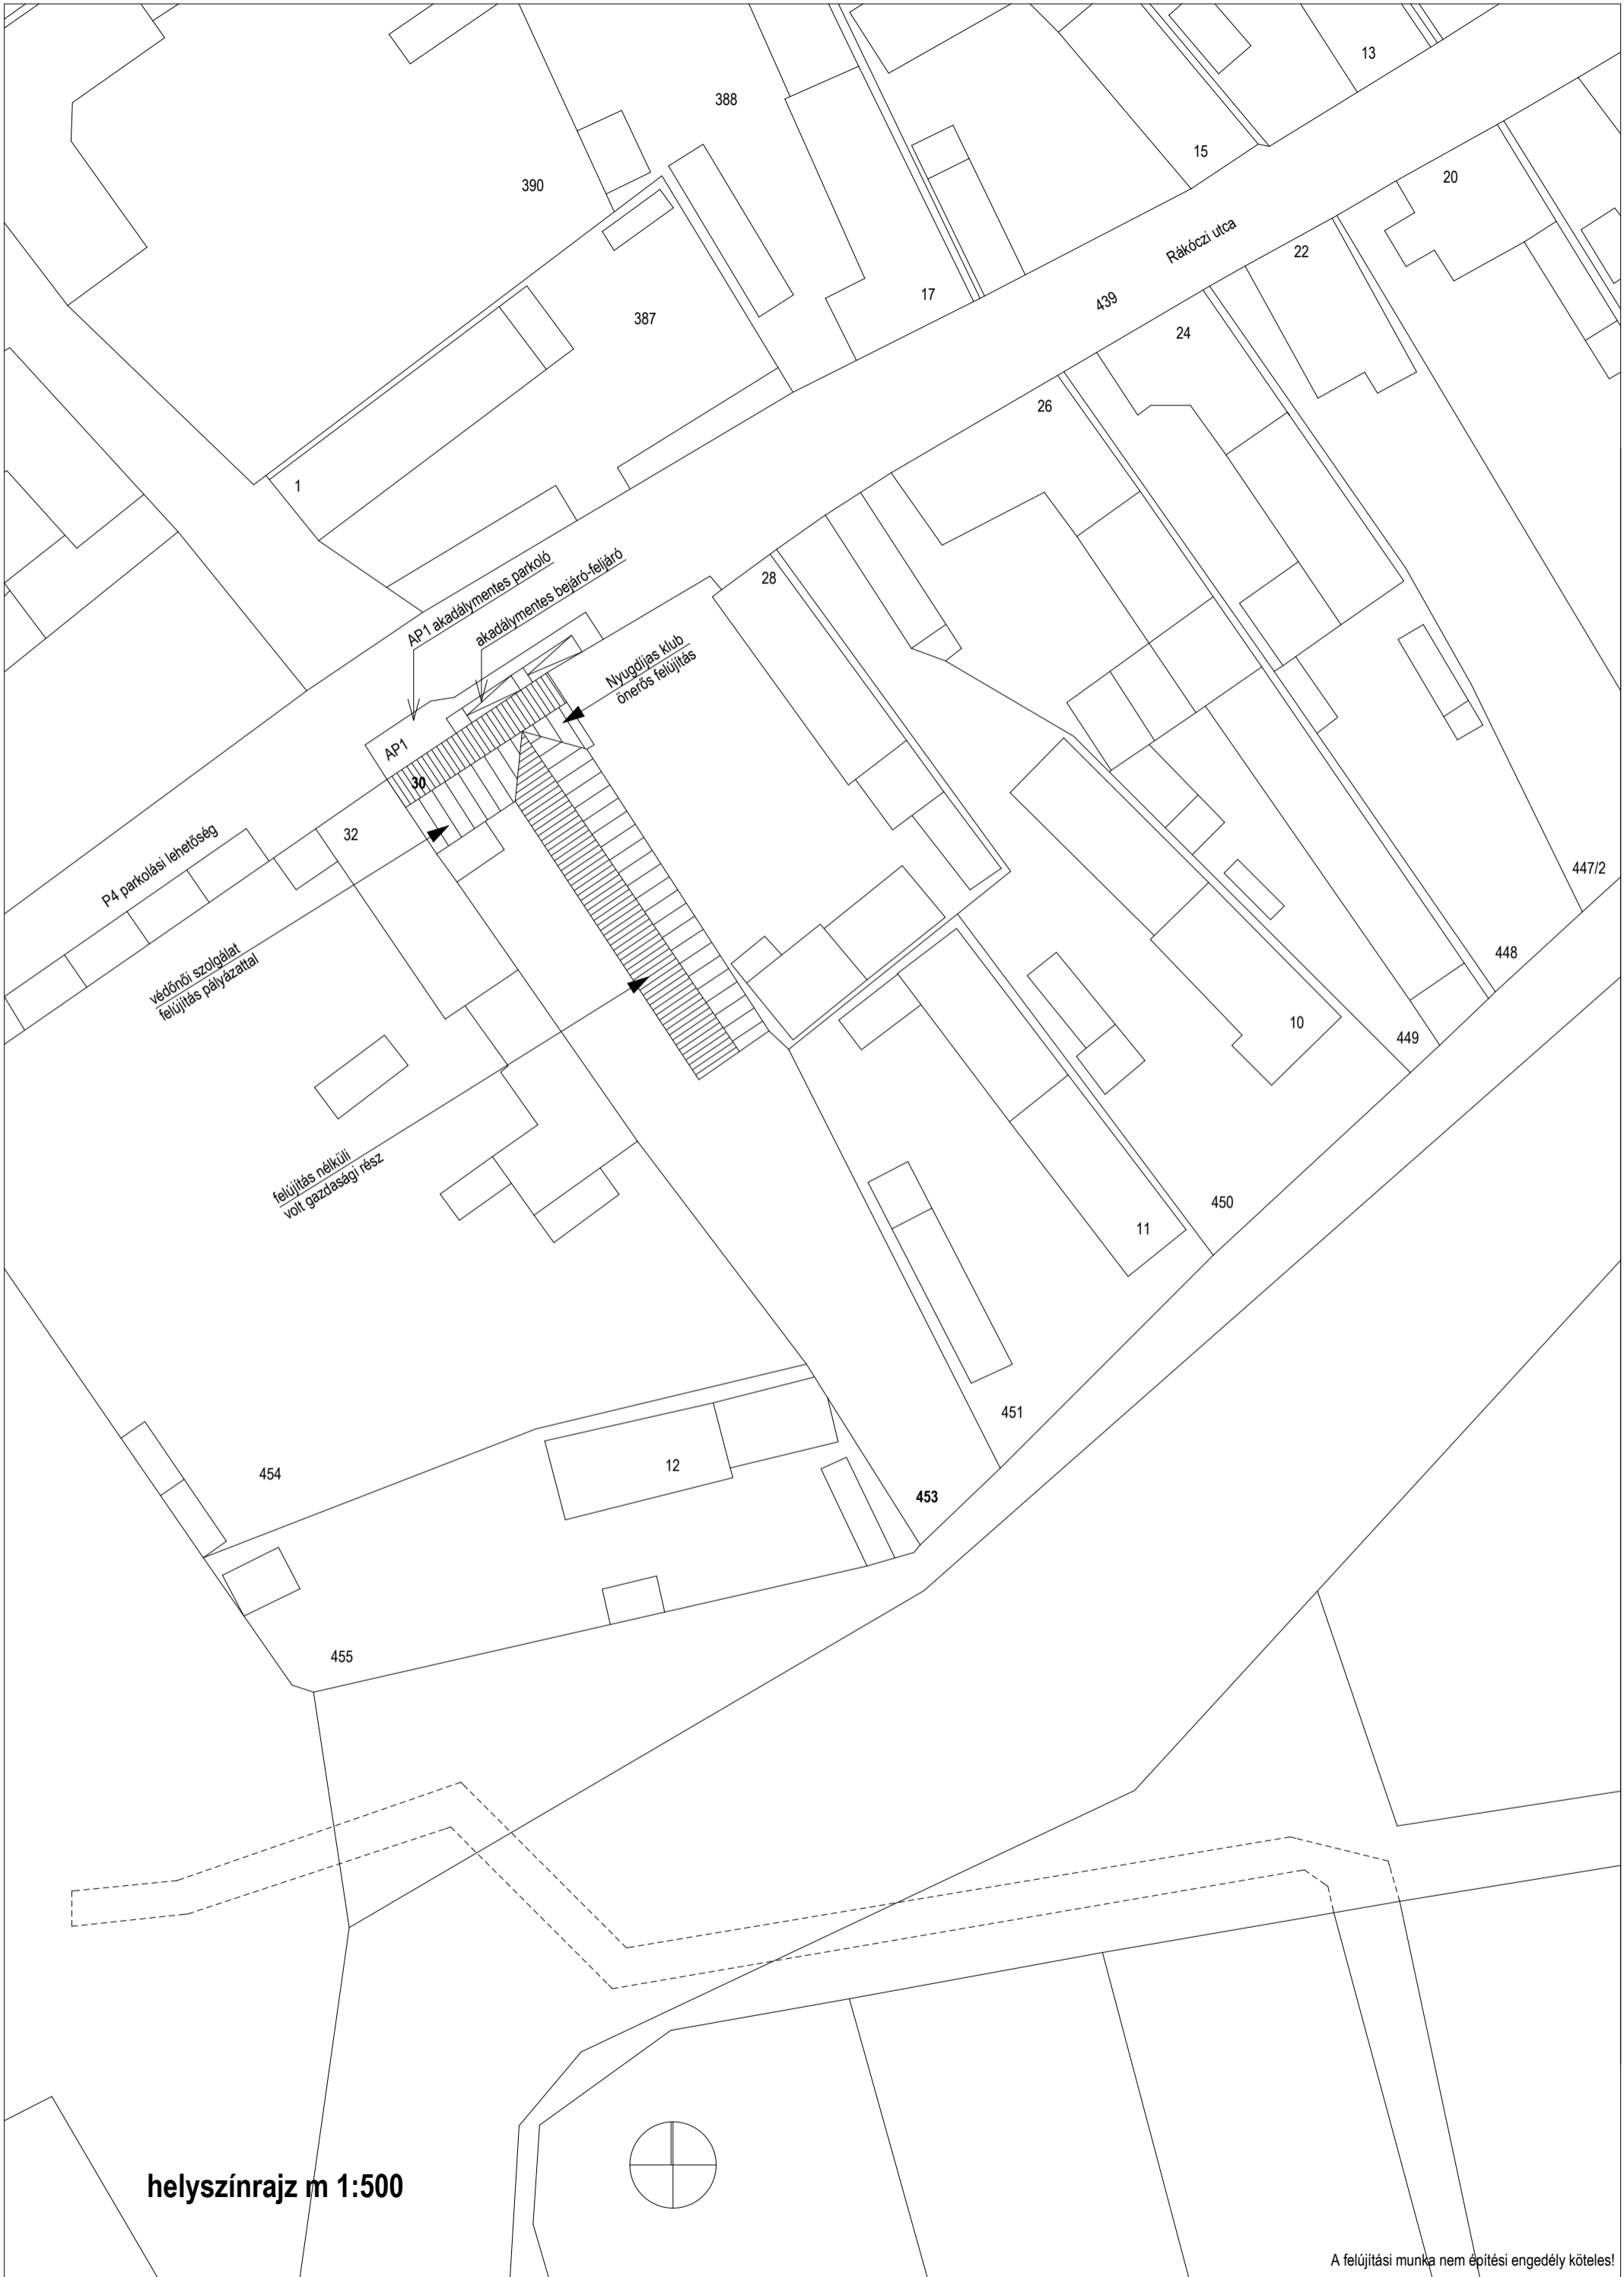 13
388
15
390
20
Rákóczi utca
22
17
439
387
24
26
1
AP1 akadálymentes parkoló
akadálymentes bejáró-feljáró
28
Nyugdíjas klub
önerős felújítás
AP1
30
32
P4 parkolási lehetőség
447/2
védőnői szolgálat
felújítás pályázattal
448
10
449
felújítás nélküli
volt gazdasági rész
450
11
451
12
454
453
455
helyszínrajz m 1:500
A felújítási munka nem építési engedély köteles!